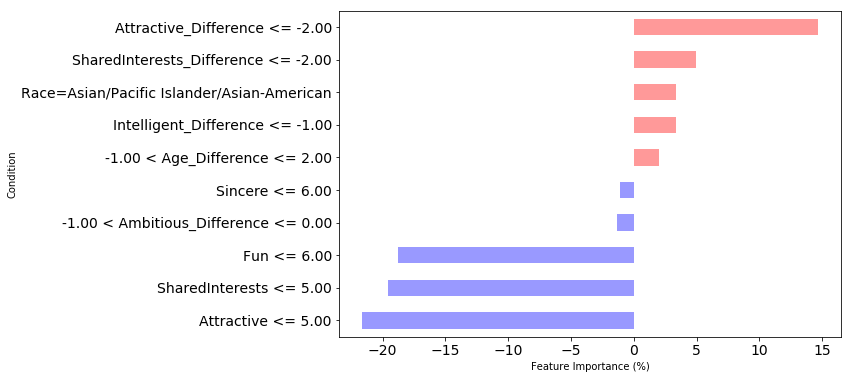 Attractive_Difference <= -2.00
SharedInterests_Difference <= -2.00
Race=Asian/Pacific Islander/Asian-American
Intelligent_Difference <= -1.00
-1.00 < Age_Difference <= 2.00
Sincere <= 6.00
-1.00 < Ambitious_Difference <= 0.00
Fun <= 6.00
SharedInterests <= 5.00
Attractive <= 5.00
Condition
−20 −15 −10 −5 0 5 10 15
Feature Importance (%)